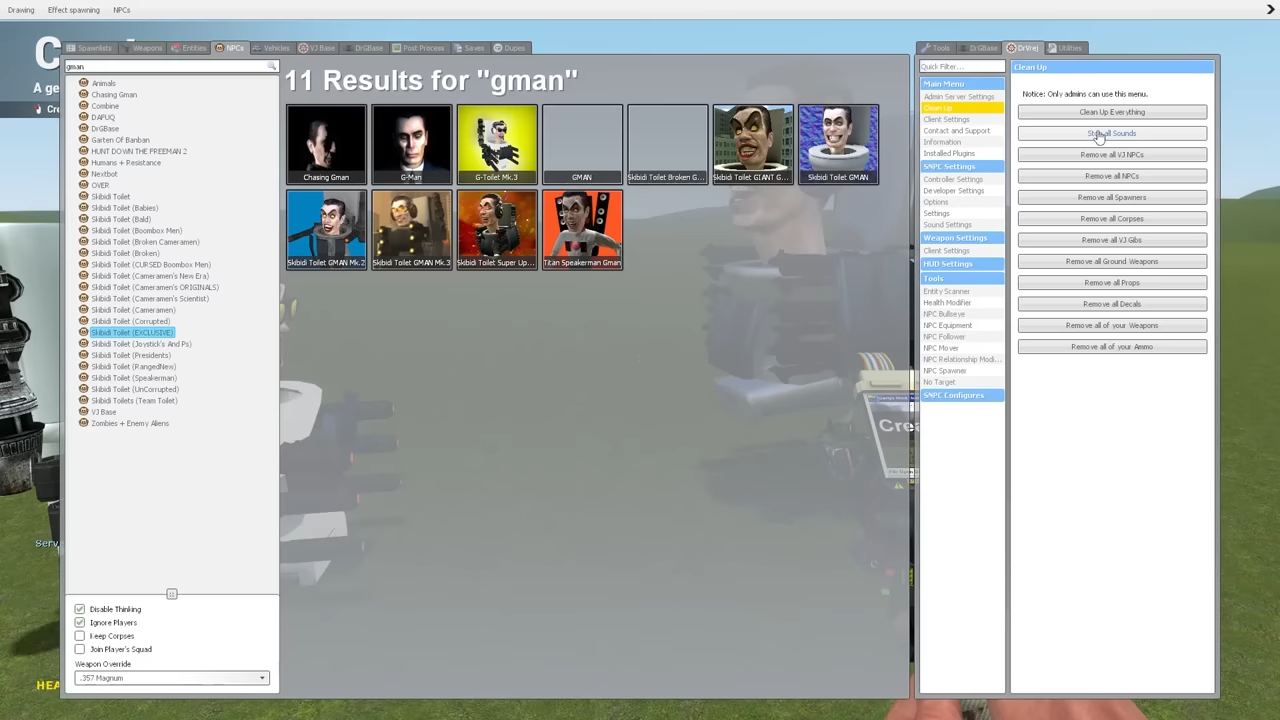 Drawing Effect spawning NPCs
Spawnlists Weapons Entities NPCs Vehicles VJ Base DrGBase Post Process Saves Dupes
gman
Animals
Chasing Gman
Combine
DAPUQ
DrGBase
Garten Of Banban
HUNT DOWN THE FREEMAN 2
Humans + Resistance
Nextbot
OVER
Skibidi Toilet
Skibidi Toilet (Babies)
Skibidi Toilet (Bald)
Skibidi Toilet (Boombox Men)
Skibidi Toilet (Broken Cameramen)
Skibidi Toilet (Broken)
Skibidi Toilet (CURSED Boombox Men)
Skibidi Toilet (Cameramen's New Era)
Skibidi Toilet (Cameramen's ORIGINALS)
Skibidi Toilet (Cameramen's Scientist)
Skibidi Toilet (Cameramen)
Skibidi Toilet (Corrupted)
Skibidi Toilet (EXCLUSIVE)
Skibidi Toilet (Joystick's And Ps)
Skibidi Toilet (Presidents)
Skibidi Toilet (RangedNew)
Skibidi Toilet (Speakerman)
Skibidi Toilet (UnCorrupted)
Skibidi Toilets (Team Toilet)
VJ Base
Zombies + Enemy Aliens
Disable Thinking
Ignore Players
Keep Corpses
Join Player's Squad
Weapon Override
.357 Magnum
11 Results for "gman"
Chasing Gman G-Man G-Toilet Mk.3 GMAN Skibidi Toilet Broken G... Skibidi Toilet GIANT G... Skibidi Toilet GMAN
Skibidi Toilet GMAN Mk.2 Skibidi Toilet GMAN Mk.3 Skibidi Toilet Super Up... Titan Speakerman Gman
Tools DrGBase DrVrej Utilities
Quick Filter...
Main Menu
Admin Server Settings
Clean Up
Client Settings
Contact and Support
Information
Installed Plugins
SNPC Settings
Controller Settings
Developer Settings
Options
Settings
Sound Settings
Weapon Settings
Client Settings
HUD Settings
Tools
Entity Scanner
Health Modifier
NPC Bullseye
NPC Equipment
NPC Follower
NPC Mover
NPC Relationship Modi...
NPC Spawner
No Target
SNPC Configures
Clean Up
Notice: Only admins can use this menu.
Clean Up Everything
Stop all Sounds
Remove all VJ NPCs
Remove all NPCs
Remove all Spawners
Remove all Corpses
Remove all VJ Gibs
Remove all Ground Weapons
Remove all Props
Remove all Decals
Remove all of your Weapons
Remove all of your Ammo
C
A ge
Cre
Serv
HEA
Crea